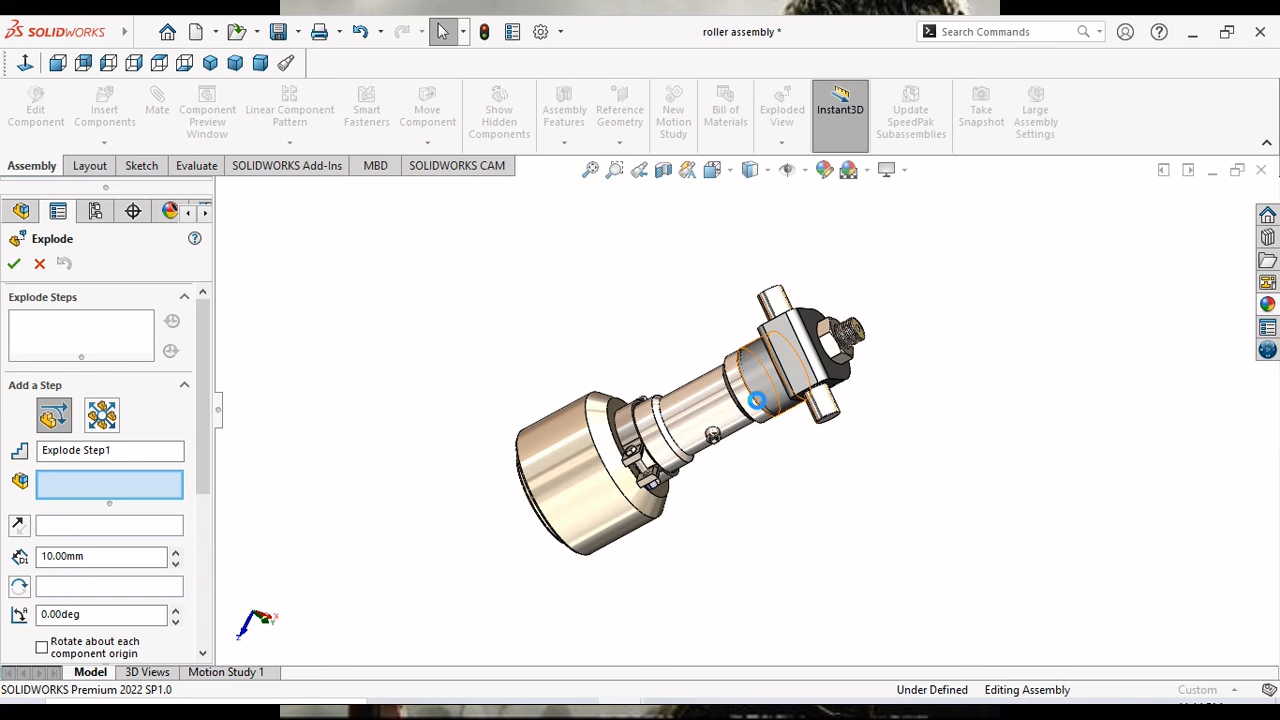 SOLIDWORKS
roller assembly *
Search Commands
Edit Component
Insert Components
Mate
Component Preview Window
Linear Component Pattern
Smart Fasteners
Move Component
Show Hidden Components
Assembly Features
Reference Geometry
New Motion Study
Bill of Materials
Exploded View
Instant3D
Update SpeedPak Subassemblies
Take Snapshot
Large Assembly Settings
Assembly
Layout
Sketch
Evaluate
SOLIDWORKS Add-Ins
MBD
SOLIDWORKS CAM
Explode
Explode Steps
Add a Step
Explode Step1
10.00mm
0.00deg
Rotate about each
component origin
Model
3D Views
Motion Study 1
SOLIDWORKS Premium 2022 SP1.0
Under Defined
Editing Assembly
Custom